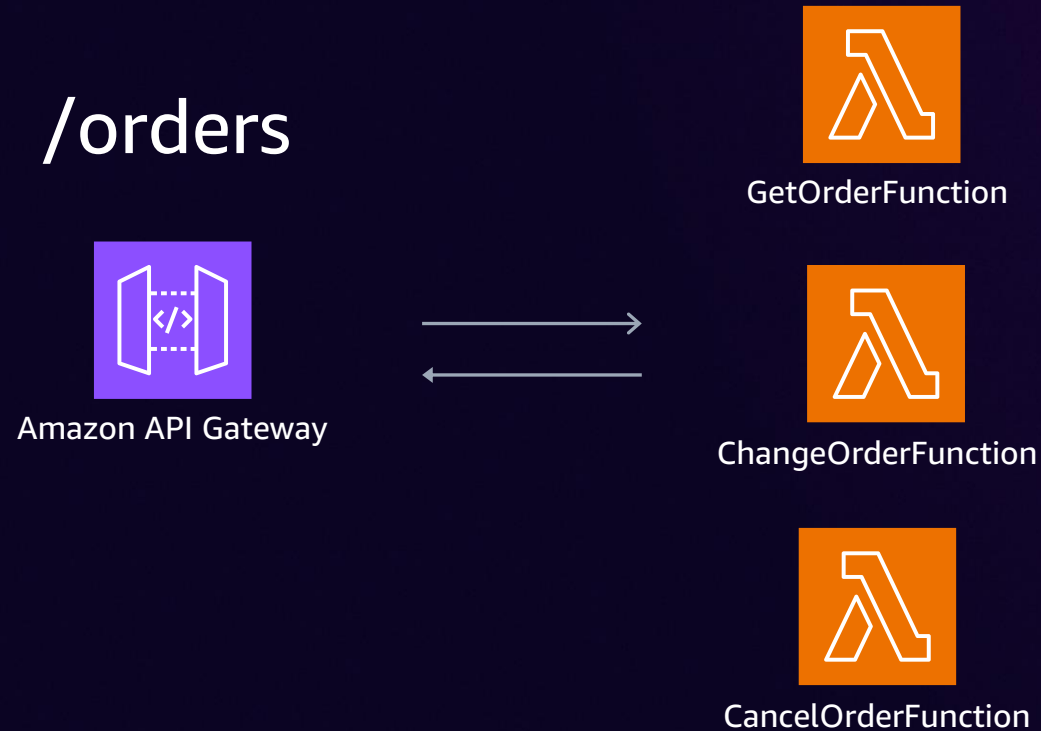 /orders
GetOrderFunction
</>
Amazon API Gateway
ChangeOrderFunction
CancelOrderFunction